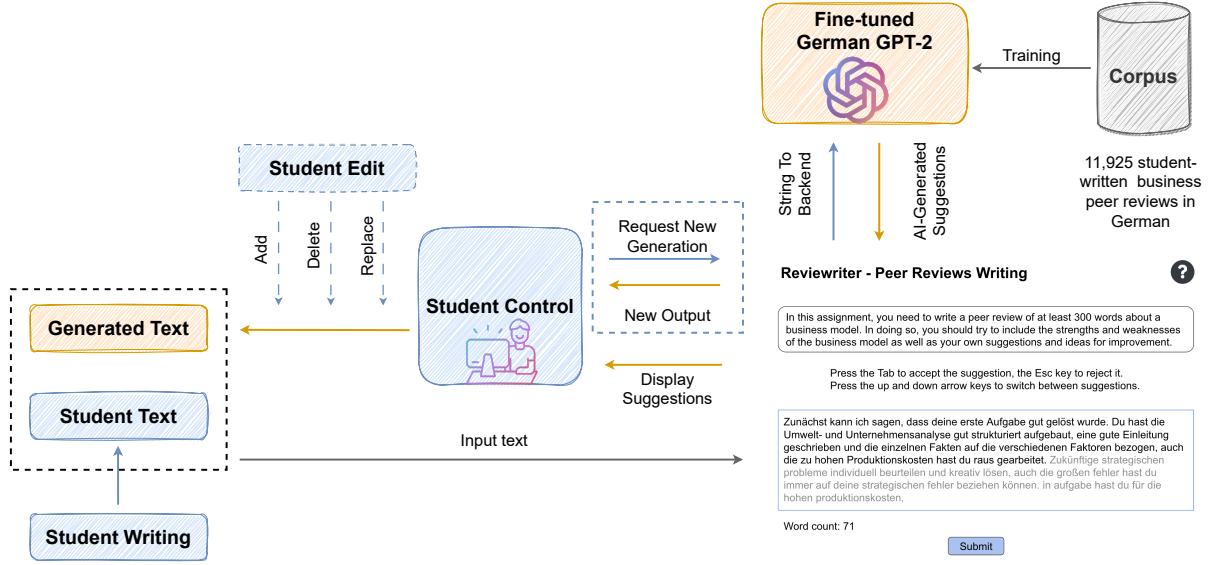 Fine-tuned
German GPT-2
Training
Corpus
11,925 student-
written business
peer reviews in
German
String To
Backend
AI-Generated
Suggestions
Student Edit
Add
Delete
Replace
Request New
Generation
New Output
Student Control
Display
Suggestions
Generated Text
Student Text
Student Writing
Input text
Reviewriter - Peer Reviews Writing
?
In this assignment, you need to write a peer review of at least 300 words about a
business model. In doing so, you should try to include the strengths and weaknesses
of the business model as well as your own suggestions and ideas for improvement.
Press the Tab to accept the suggestion, the Esc key to reject it.
Press the up and down arrow keys to switch between suggestions.
Zunächst kann ich sagen, dass deine erste Aufgabe gut gelöst wurde. Du hast die
Umwelt- und Unternehmensanalyse gut strukturiert aufgebaut, eine gute Einleitung
geschrieben und die einzelnen Fakten auf die verschiedenen Faktoren bezogen, auch
die zu hohen Produktionskosten hast du raus gearbeitet. Zukünftige strategischen
probleme individuell beurteilen und kreativ lösen, auch die großen fehler hast du
immer auf deine strategischen fehler beziehen können. in aufgabe hast du für die
hohen produktionskosten,
Word count: 71
Submit